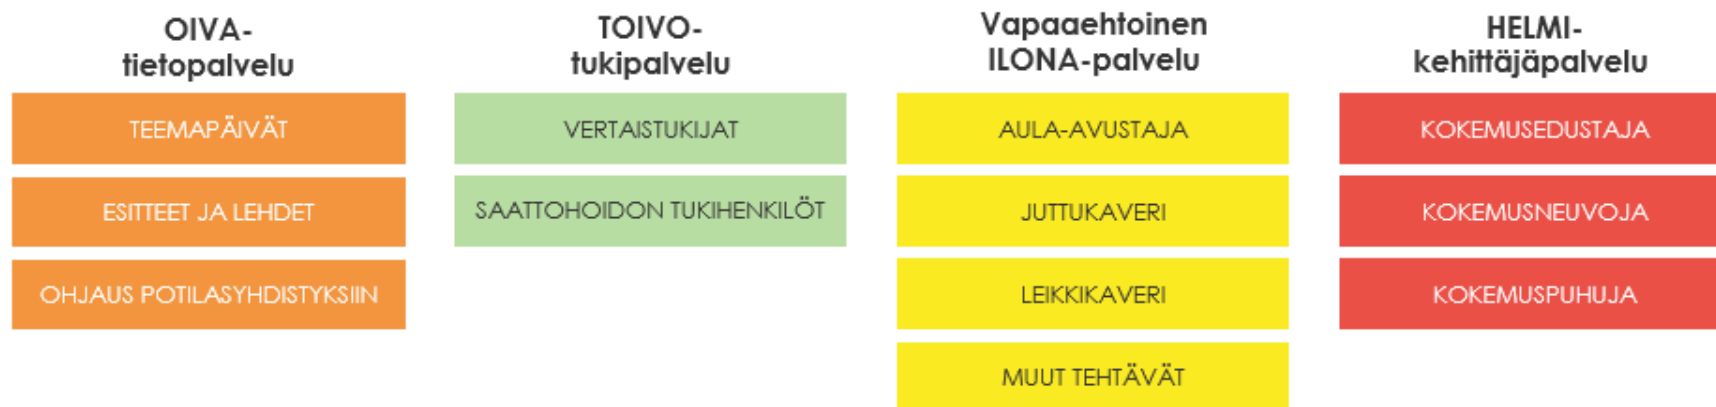 OIVA-
tietopalvelu
TEEMAPÄIVÄT
ESITTEET JA LEHDET
OHJAUS POTILASYHDISTYKSIIN
TOIVO-
tukipalvelu
VERTAISTUKIJAT
SAATTOHOIDON TUKIHENKILÖT
Vapaaehtoinen
ILONA-palvelu
AULA-AVUSTAJA
JUTTUKAVERI
LEIKKIKAVERI
MUUT TEHTÄVÄT
HELMI-
kehittäjäpalvelu
KOKEMUSEDUSTAJA
KOKEMUSNEUVOJA
KOKEMUSPUHUJA